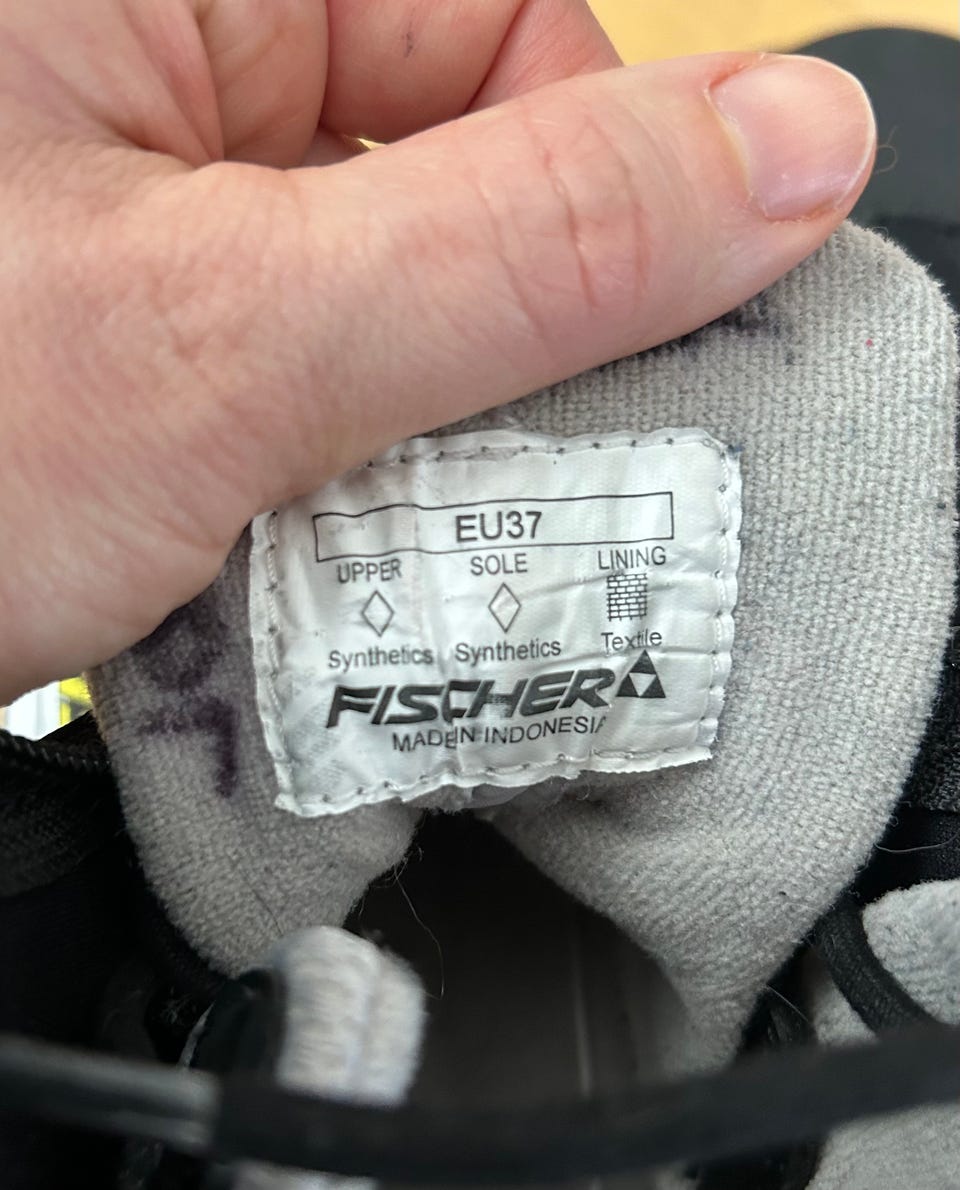 EU37
UPPER SOLE LINING
Synthetics Synthetics Textile
FISCHER
MADE IN INDONESIA